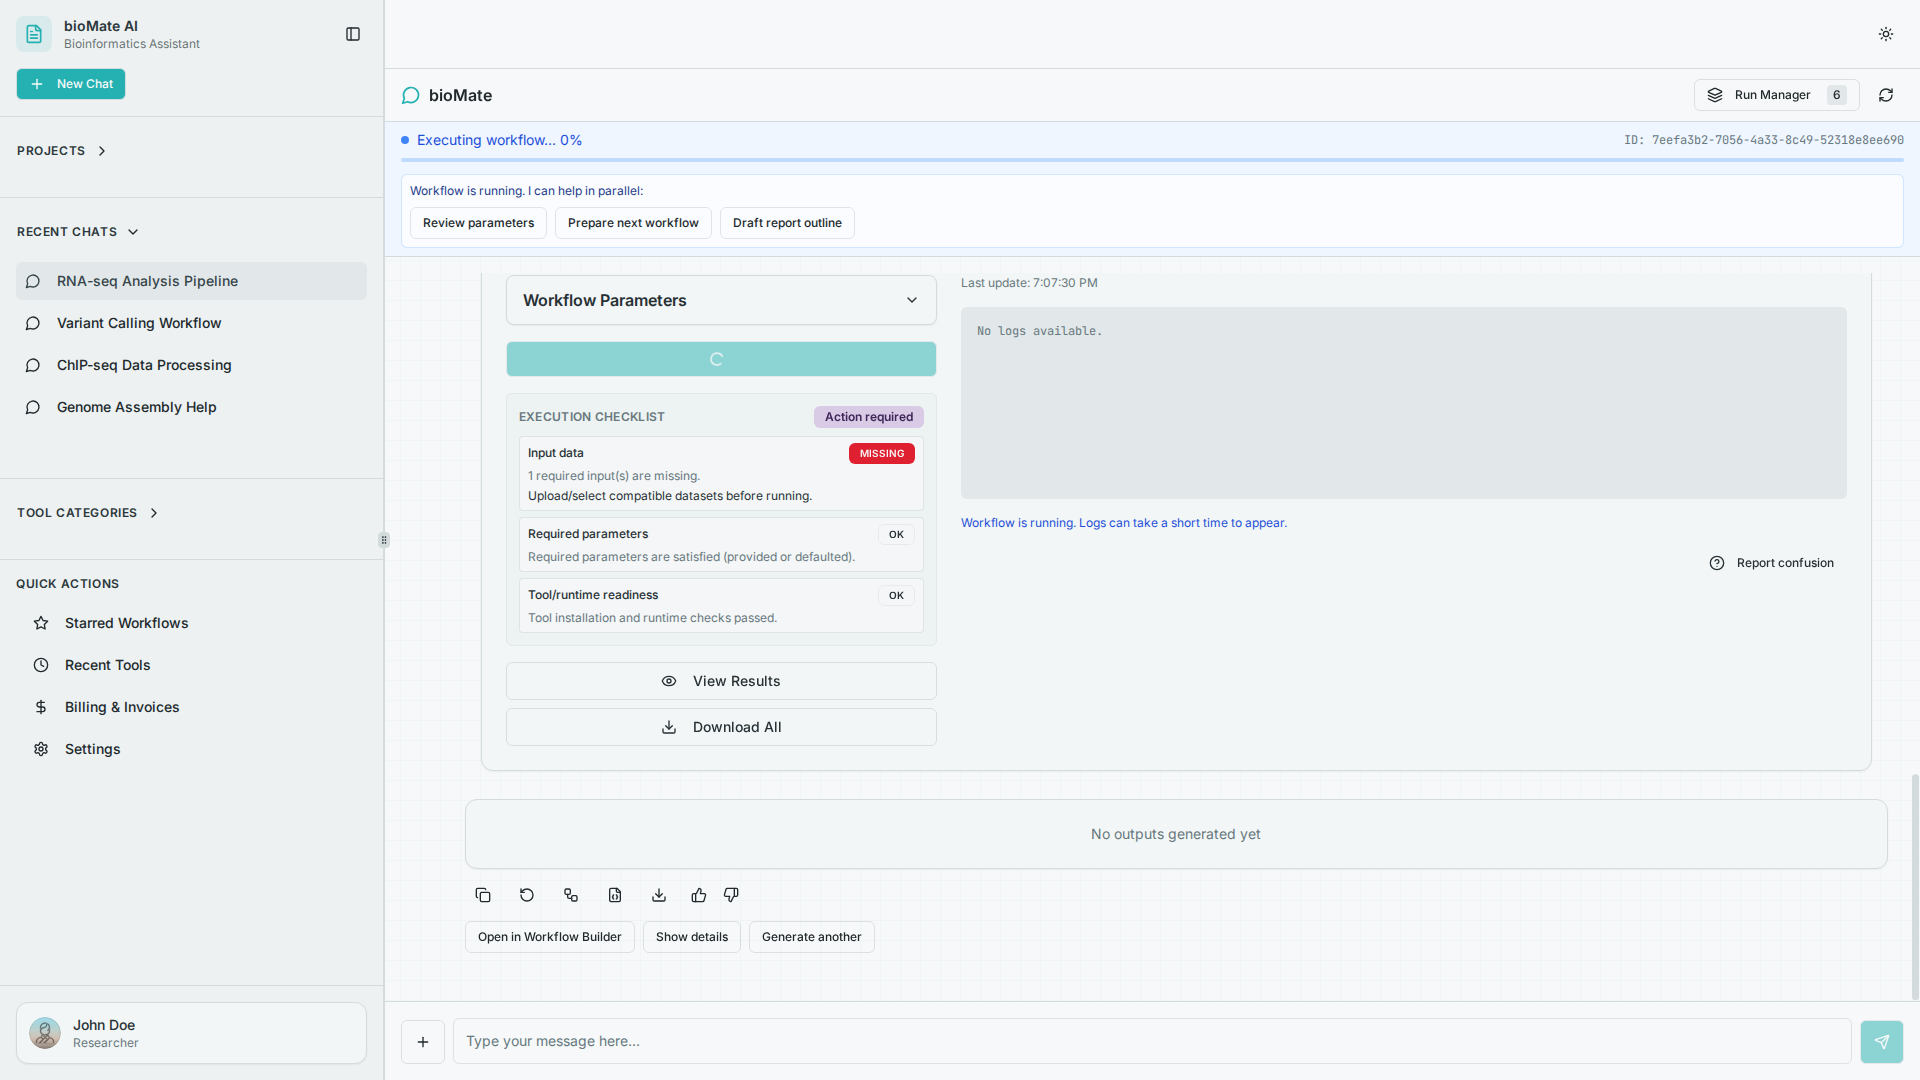 bioMate AI
Bioinformatics Assistant
New Chat
PROJECTS
RECENT CHATS
RNA-seq Analysis Pipeline
Variant Calling Workflow
ChIP-seq Data Processing
Genome Assembly Help
TOOL CATEGORIES
QUICK ACTIONS
Starred Workflows
Recent Tools
Billing & Invoices
Settings
John Doe
Researcher
bioMate
Run Manager 6
Executing workflow... 0%
ID: 7eefa3b2-7056-4a33-8c49-52318e8ee690
Workflow is running. I can help in parallel:
Review parameters
Prepare next workflow
Draft report outline
Workflow Parameters
EXECUTION CHECKLIST
Action required
Input data
MISSING
1 required input(s) are missing.
Upload/select compatible datasets before running.
Required parameters
OK
Required parameters are satisfied (provided or defaulted).
Tool/runtime readiness
OK
Tool installation and runtime checks passed.
View Results
Download All
Last update: 7:07:30 PM
No logs available.
Workflow is running. Logs can take a short time to appear.
Report confusion
No outputs generated yet
Open in Workflow Builder
Show details
Generate another
Type your message here...